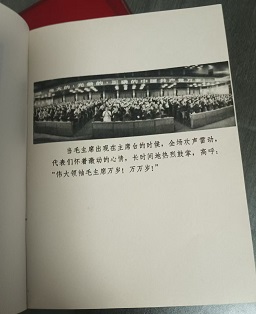 当毛主席出现在主席台的时候，全场欢声雷动，
代表们怀着激动的心情，长时间地热烈鼓掌，高呼：
“伟大领袖毛主席万岁！万万岁！”